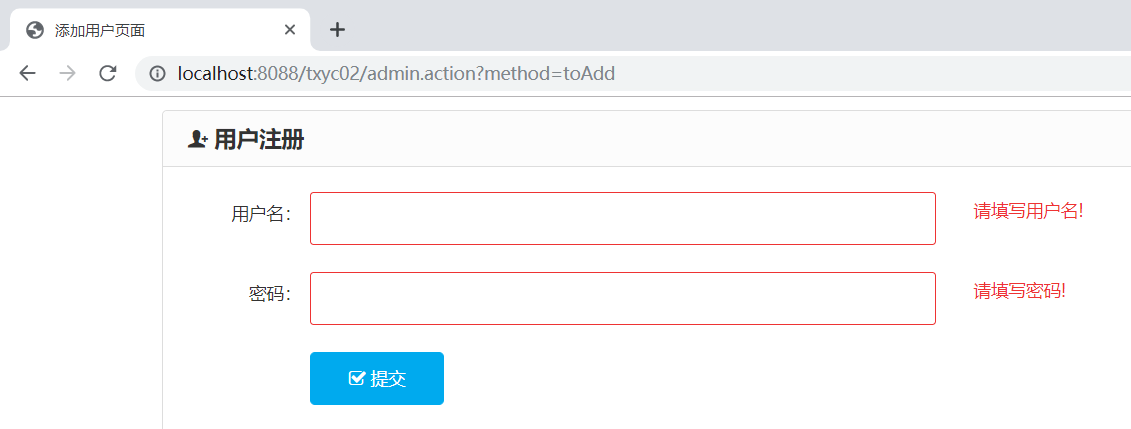 添加用户页面
localhost:8088/txyc02/admin.action?method=toAdd
用户注册
用户名: 请填写用户名!
密码: 请填写密码!
提交